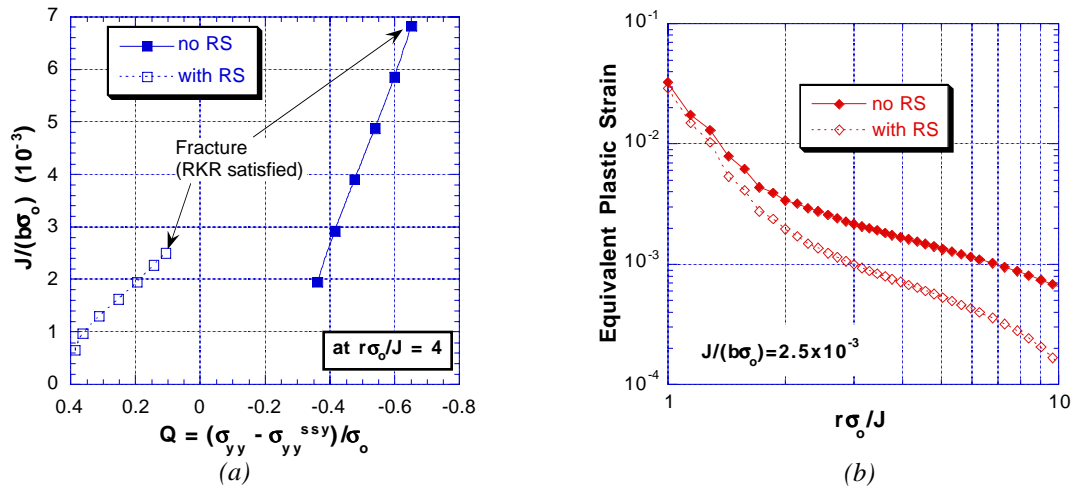 7
6
5
4
3
2
1
0
J/(bσₒ) (10⁻³)
no RS
with RS
Fracture
(RKR satisfied)
at rσₒ/J = 4
0.4 0.2 0 -0.2 -0.4 -0.6 -0.8
Q = (σyy - σyy^ssy)/σₒ
(a)
10⁻¹
10⁻²
10⁻³
10⁻⁴
Equivalent Plastic Strain
no RS
with RS
J/(bσₒ)=2.5x10⁻³
1 10
rσₒ/J
(b)